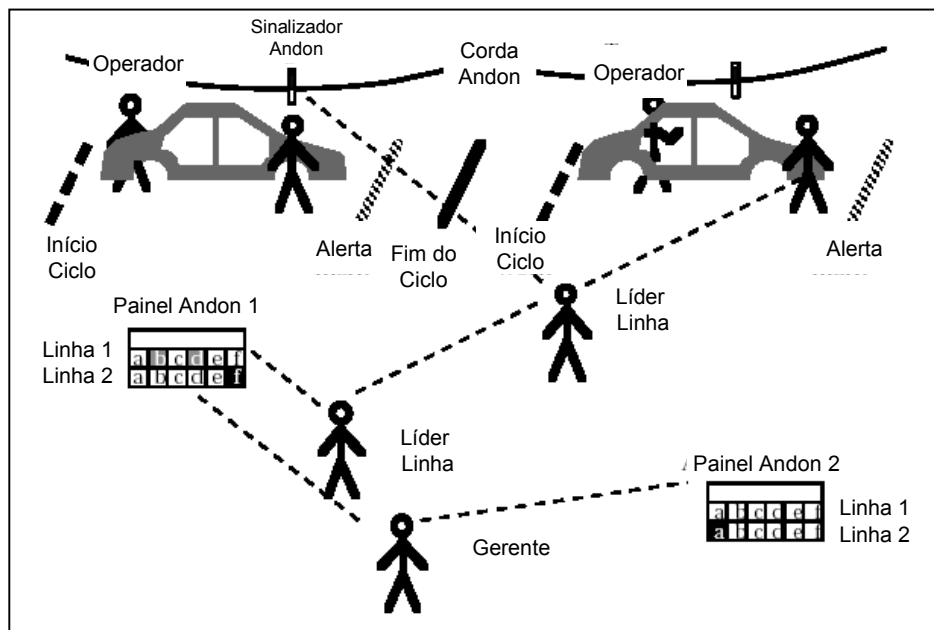 Sinalizador
Andon
Operador
Corda
Andon
Operador
Início
Ciclo
Alerta
Fim do
Ciclo
Início
Ciclo
Alerta
Painel Andon 1
Líder
Linha
Linha 1
a b c d e f
Linha 2
a b c d e f
Líder
Linha
Painel Andon 2
a b c d e f
Linha 1
a b c d e f
Linha 2
Gerente